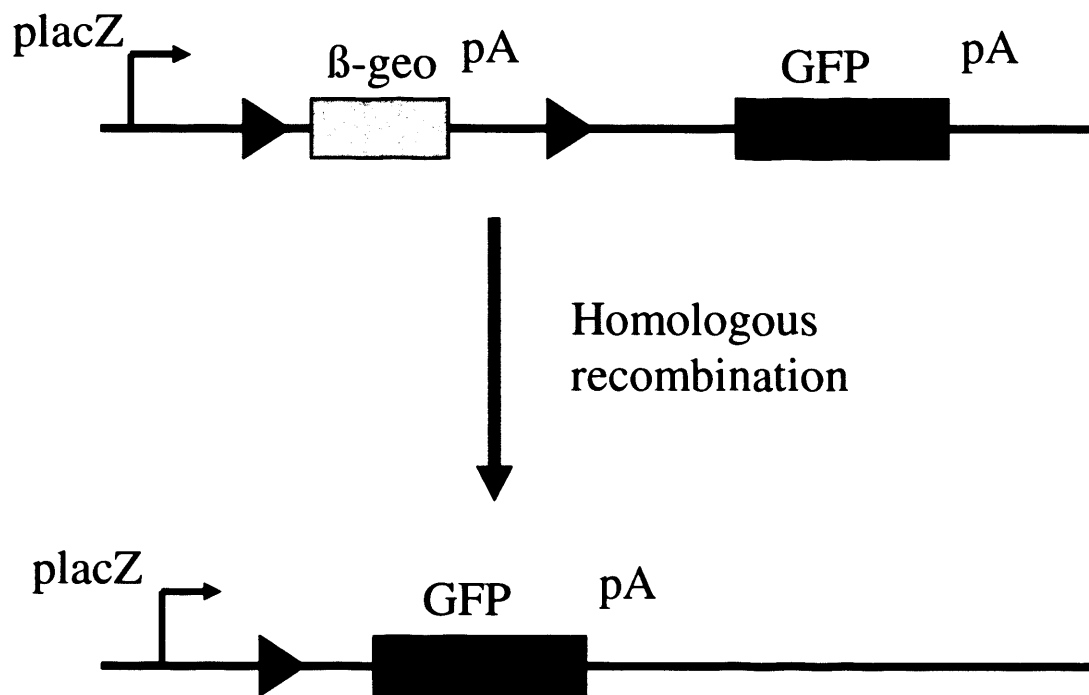 placZ
ß-geo
pA
GFP
pA
Homologous
recombination
placZ
GFP
pA